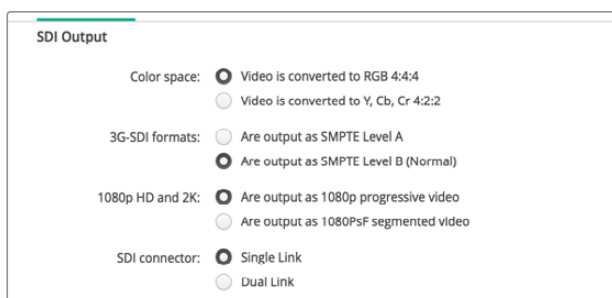 SDI Output
Color space: Video is converted to RGB 4:4:4
Video is converted to Y, Cb, Cr 4:2:2
3G-SDI formats: Are output as SMPTE Level A
Are output as SMPTE Level B (Normal)
1080p HD and 2K: Are output as 1080p progressive video
Are output as 1080PsF segmented video
SDI connector: Single Link
Dual Link